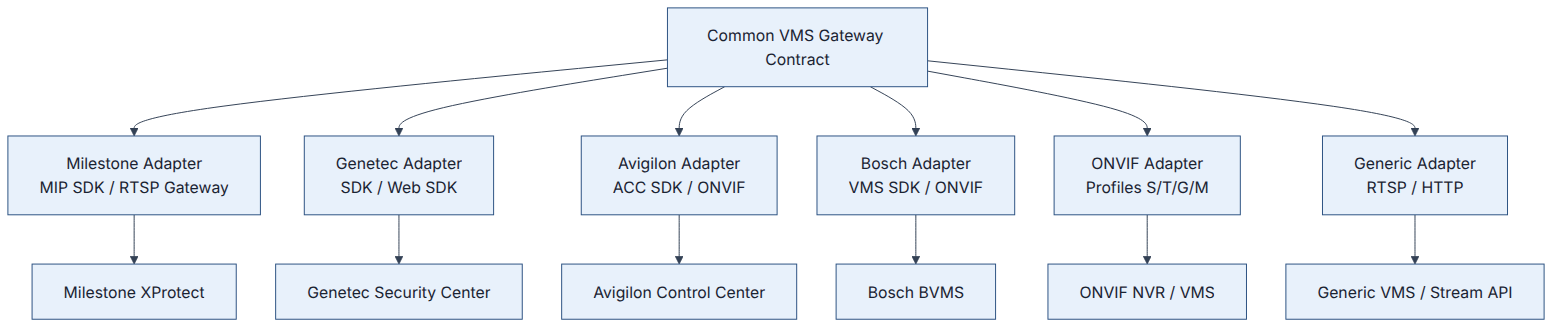 Common VMS Gateway
Contract
Milestone Adapter
MIP SDK / RTSP Gateway
Genetec Adapter
SDK / Web SDK
Avigilon Adapter
ACC SDK / ONVIF
Bosch Adapter
VMS SDK / ONVIF
ONVIF Adapter
Profiles S/T/G/M
Generic Adapter
RTSP / HTTP
Milestone XProtect
Genetec Security Center
Avigilon Control Center
Bosch BVMS
ONVIF NVR / VMS
Generic VMS / Stream API